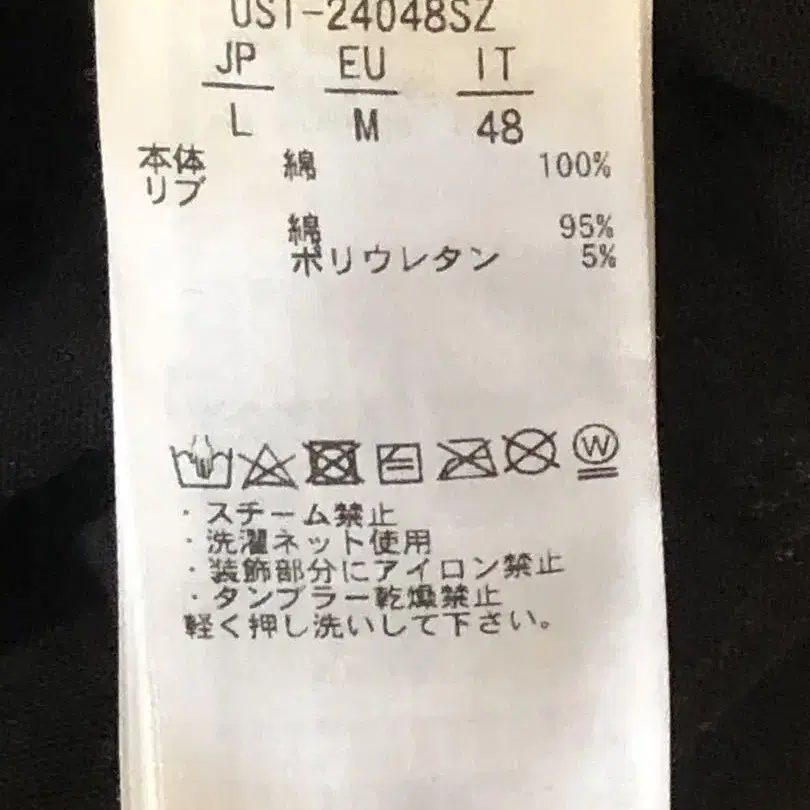 UST-24048SZ
JP EU IT
L M 48
本体 綿 100%
リブ
綿 95%
ポリウレタン 5%
W
・スチーム禁止
・洗濯ネット使用
・装飾部分にアイロン禁止
・タンブラー乾燥禁止
軽く押し洗いして下さい。